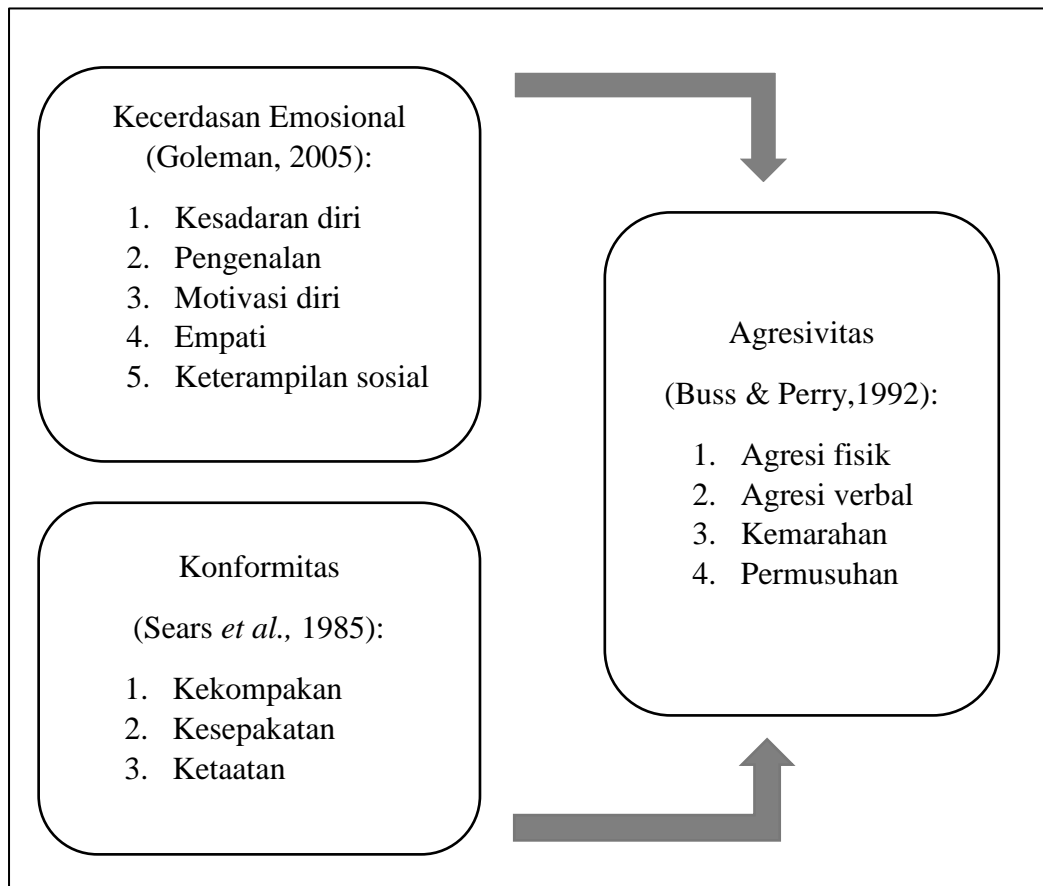 Kecerdasan Emosional
(Goleman, 2005):
1. Kesadaran diri
2. Pengenalan
3. Motivasi diri
4. Empati
5. Keterampilan sosial
Konformitas
(Sears et al., 1985):
1. Kekompakan
2. Kesepakatan
3. Ketaatan
Agresivitas
(Buss & Perry,1992):
1. Agresi fisik
2. Agresi verbal
3. Kemarahan
4. Permusuhan